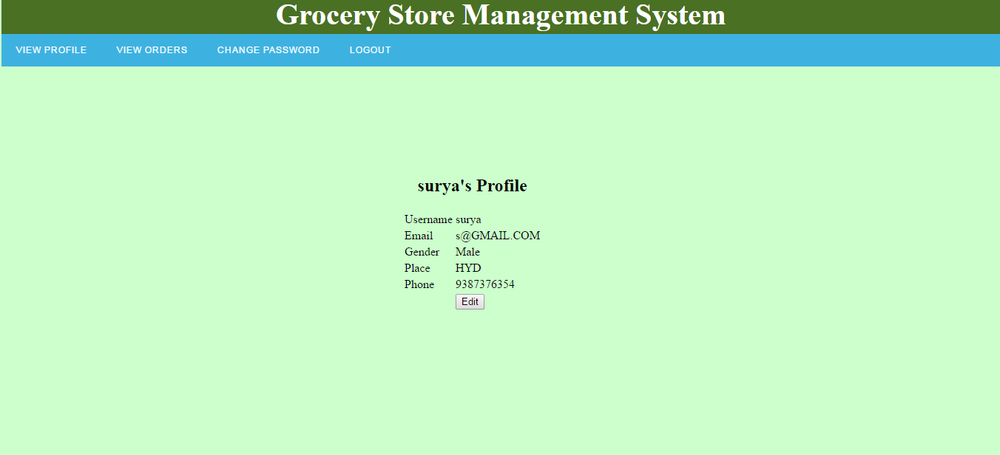 Grocery Store Management System
VIEW PROFILE VIEW ORDERS CHANGE PASSWORD LOGOUT
surya's Profile
Username surya
Email s@GMAIL.COM
Gender Male
Place HYD
Phone 9387376354
Edit